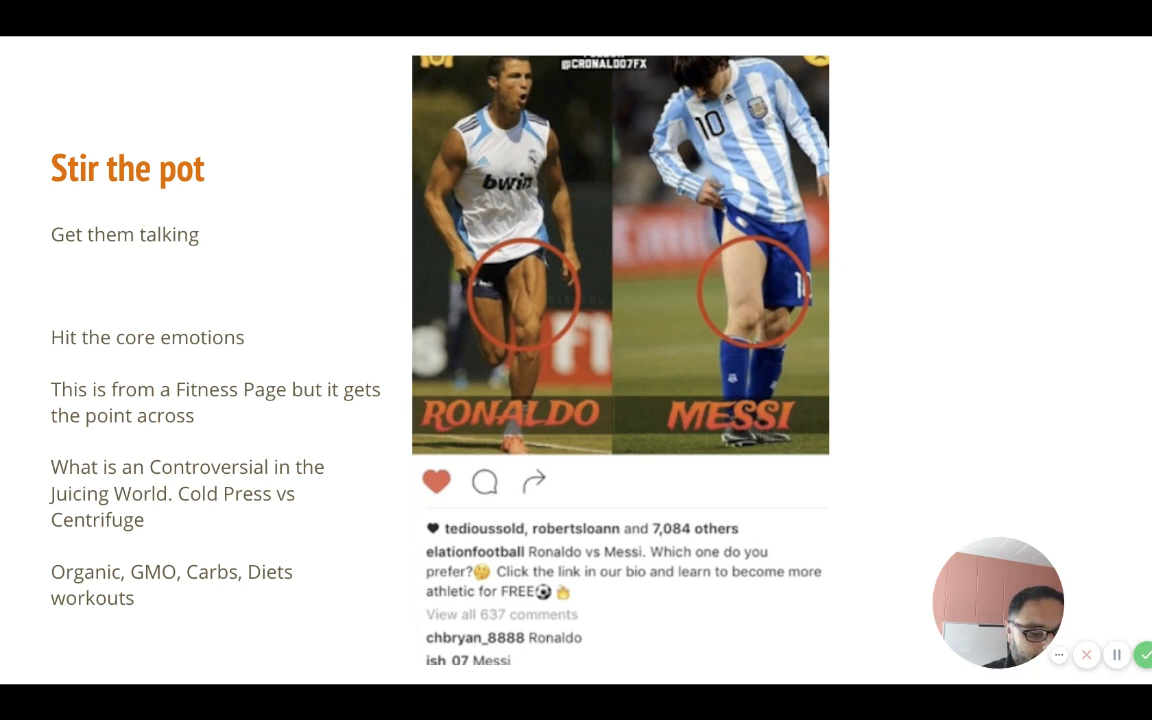 Stir the pot
Get them talking
Hit the core emotions
This is from a Fitness Page but it gets
the point across
What is an Controversial in the
Juicing World. Cold Press vs
Centrifuge
Organic, GMO, Carbs, Diets
workouts
@CRONALDO7FX
10
bwin
RONALDO
MESSI
tedioussold, robertsloann and 7,084 others
elationfootball Ronaldo vs Messi. Which one do you
prefer?🤔 Click the link in our bio and learn to become more
athletic for FREE⚽👏
View all 637 comments
chbryan_8888 Ronaldo
ish_07 Messi